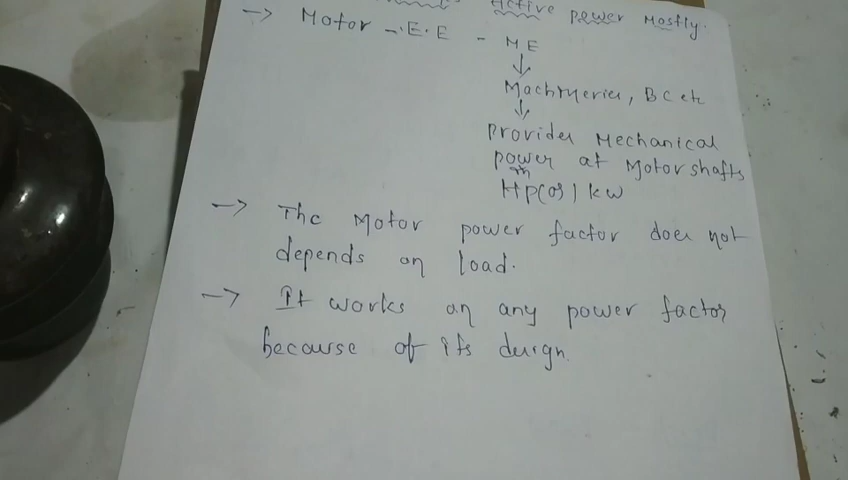 Active power Mostly.
→ Motor → E.E - ME
↓
Machineries, BC etc
↓
provides Mechanical
power at Motor shafts
in
HP(or) kw
→ The Motor power factor does not
depends on load.
→ It works on any power factor
because of its design.